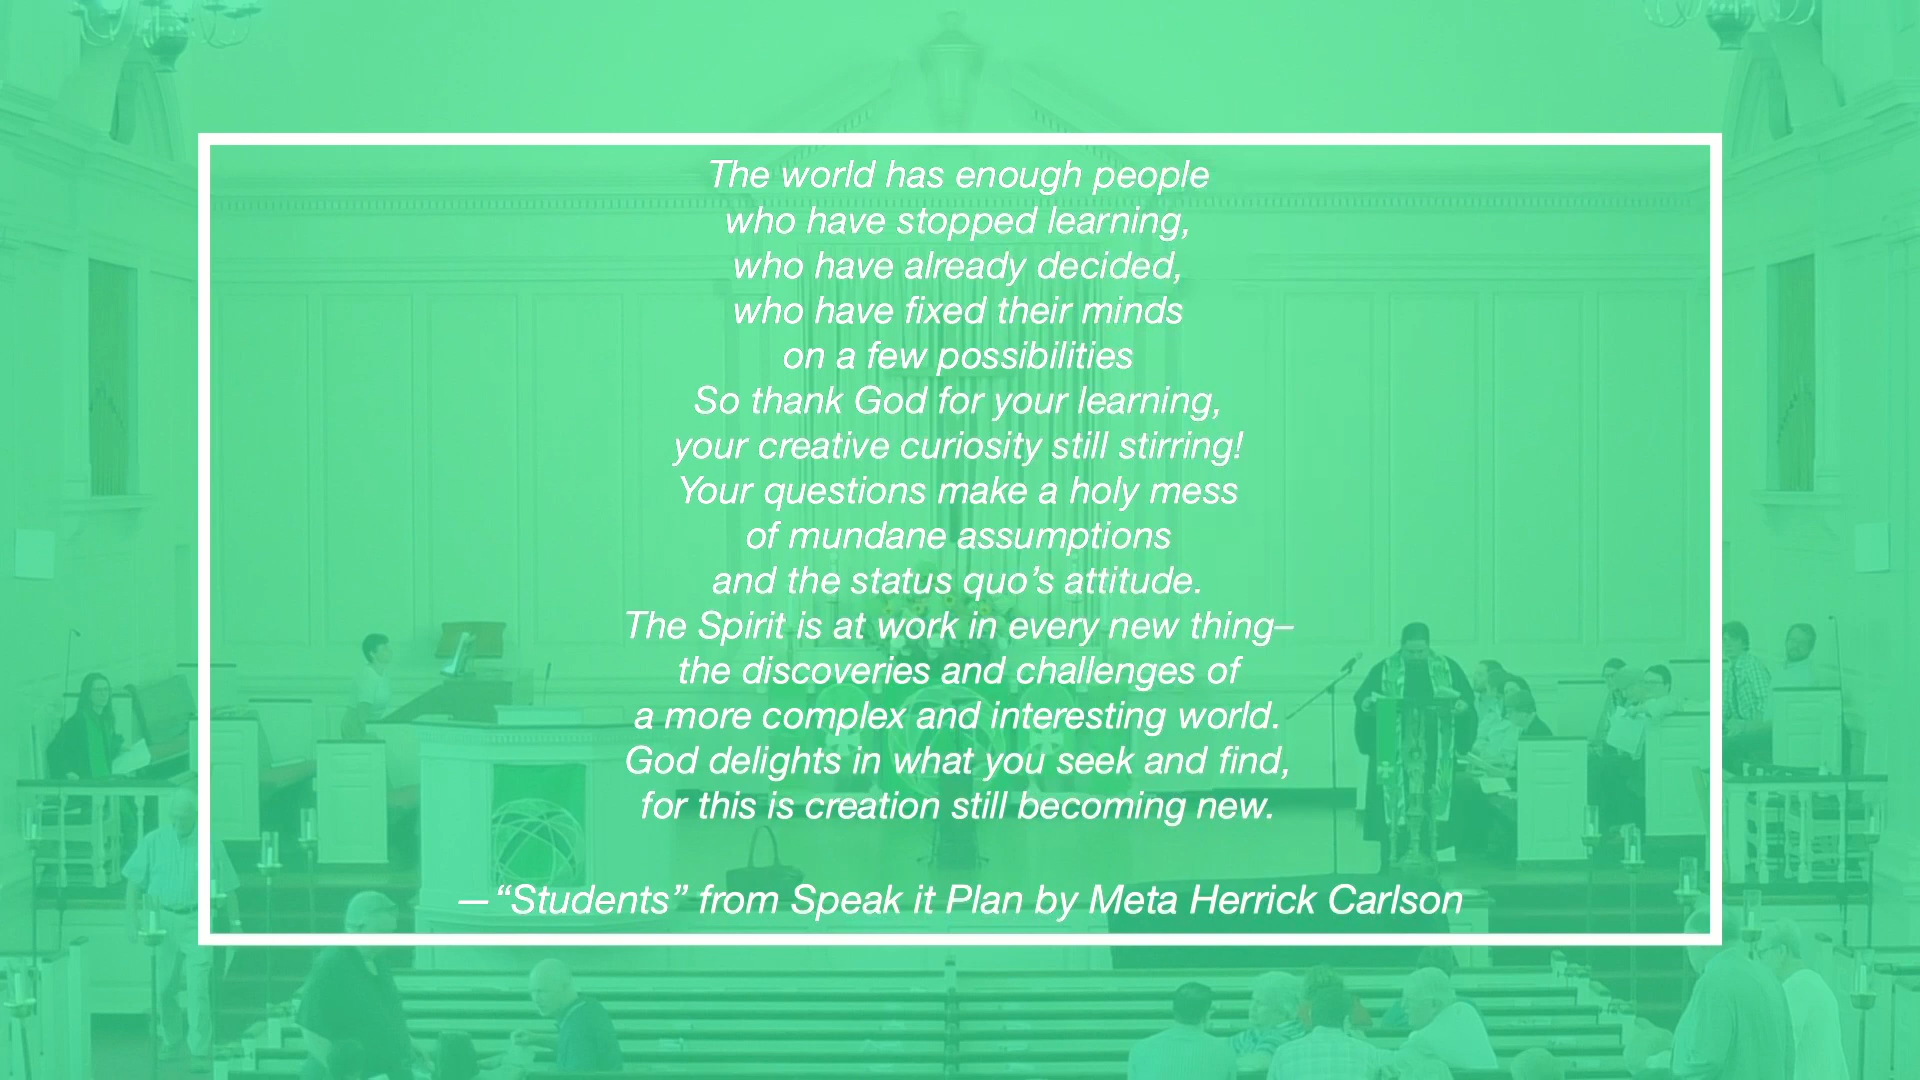 The world has enough people
who have stopped learning,
who have already decided,
who have fixed their minds
on a few possibilities
So thank God for your learning,
your creative curiosity still stirring!
Your questions make a holy mess
of mundane assumptions
and the status quo’s attitude.
The Spirit is at work in every new thing–
the discoveries and challenges of
a more complex and interesting world.
God delights in what you seek and find,
for this is creation still becoming new.
—“Students” from Speak it Plan by Meta Herrick Carlson